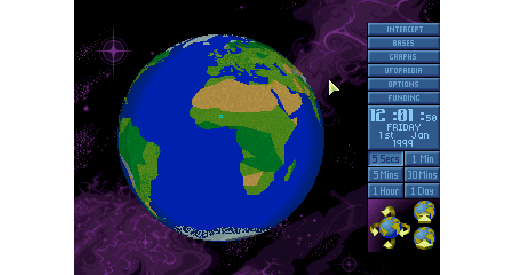 INTERCEPT
BASES
GRAPHS
UFOPAEDIA
OPTIONS
FUNDING
12:01:50
FRIDAY
1st Jan
1999
5 Secs 1 Min
5 Mins 30 Mins
1 Hour 1 Day